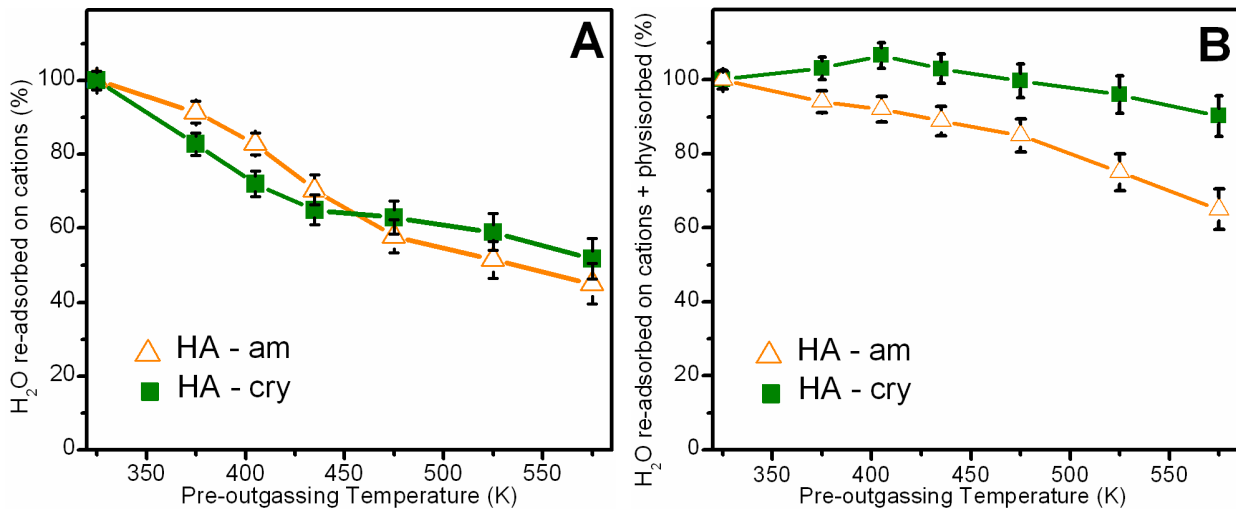 A
H₂O re-adsorbed on cations (%)
100
80
60
40
20
0
HA - am
HA - cry
350
400
450
500
550
Pre-outgassing Temperature (K)
B
H₂O re-adsorbed on cations + physisorbed (%)
100
80
60
40
20
0
HA - am
HA - cry
350
400
450
500
550
Pre-outgassing Temperature (K)